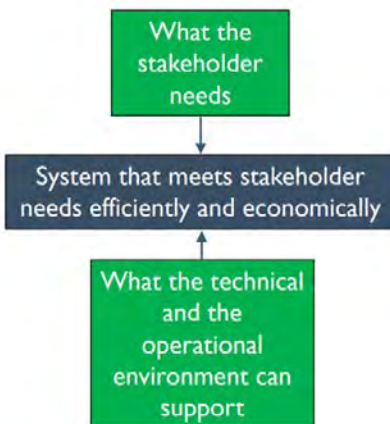 What the
stakeholder
needs
System that meets stakeholder
needs efficiently and economically
What the technical
and the
operational
environment can
support